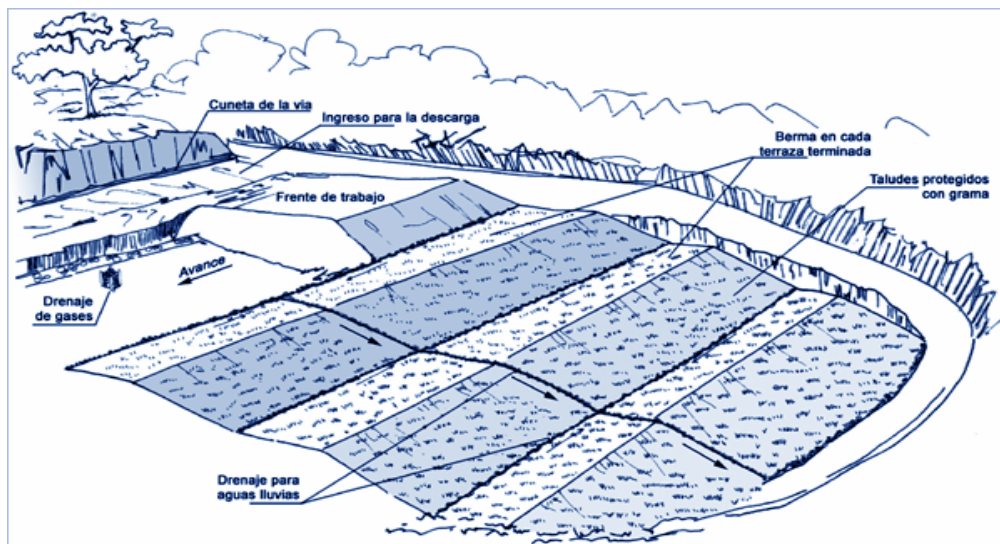 Cuneta de la via
Ingreso para la descarga
Berma en cada
terraza terminada
Taludes protegidos
con grama
Frente de trabajo
Avance
Drenaje
de gases
Drenaje para
aguas lluvias